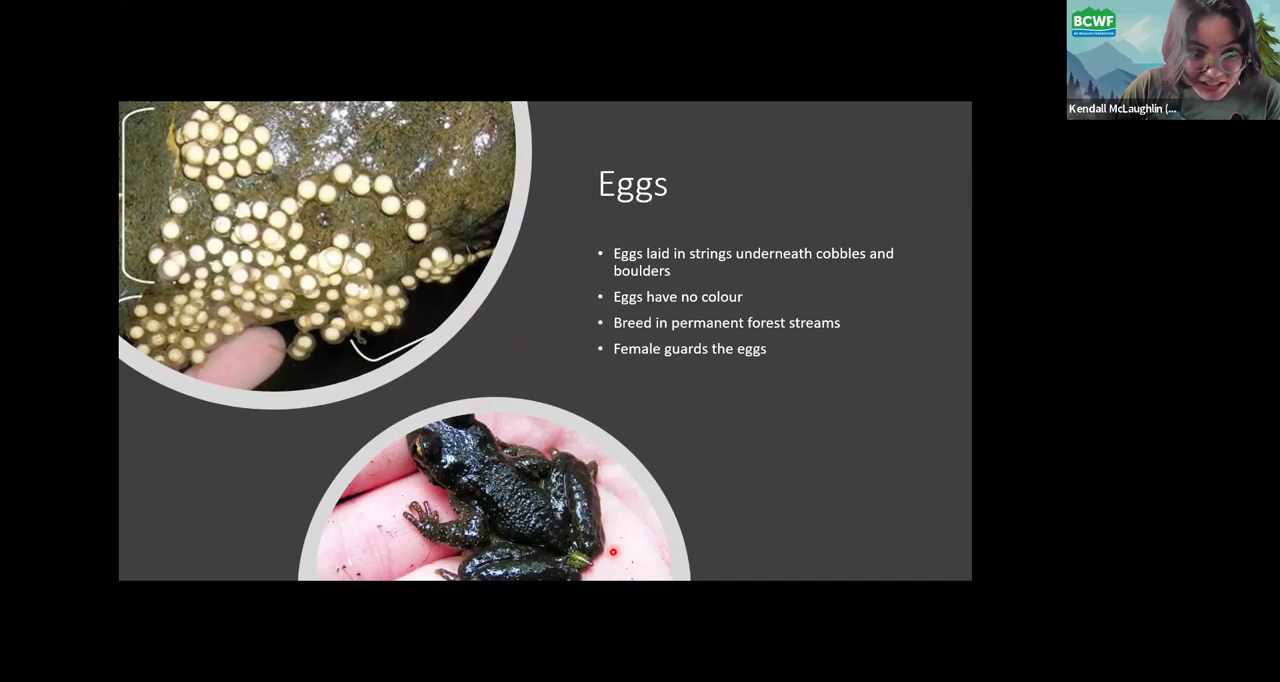 BCWF
Kendall McLaughlin (...
Eggs
• Eggs laid in strings underneath cobbles and
boulders
• Eggs have no colour
• Breed in permanent forest streams
• Female guards the eggs